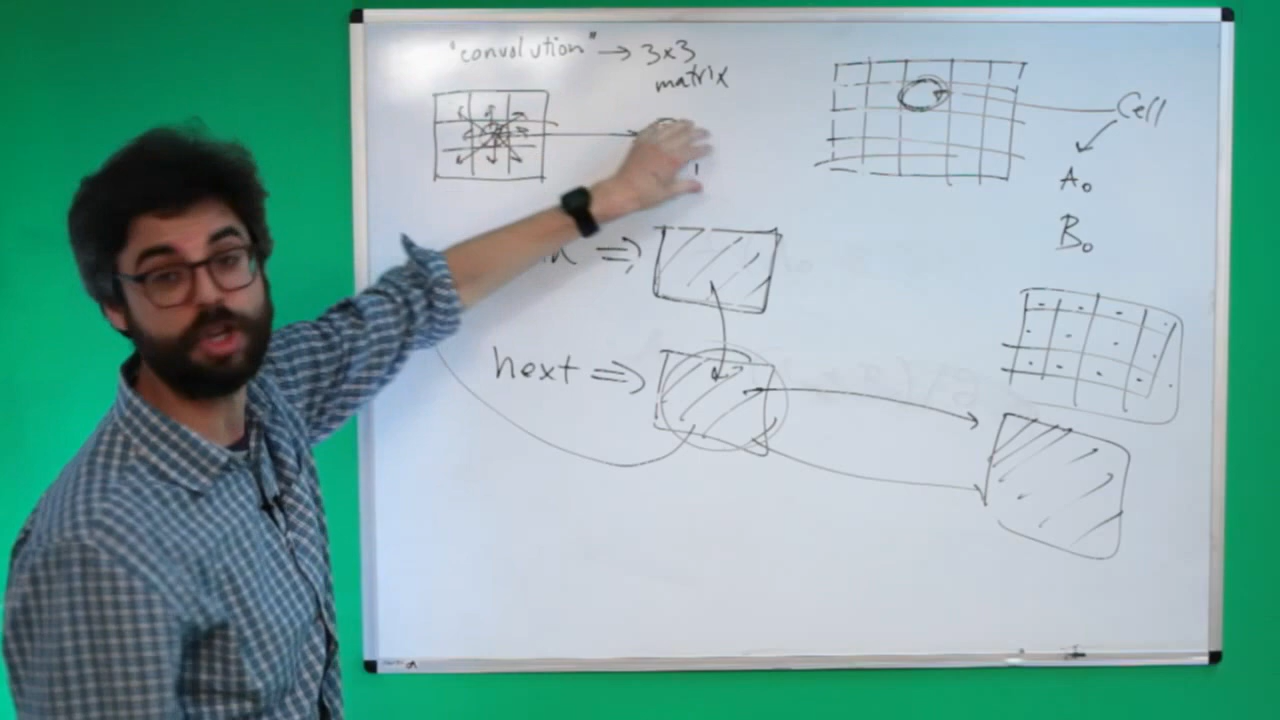 "convolution" → 3x3
matrix
Cell
A₀
B₀
next ⇒